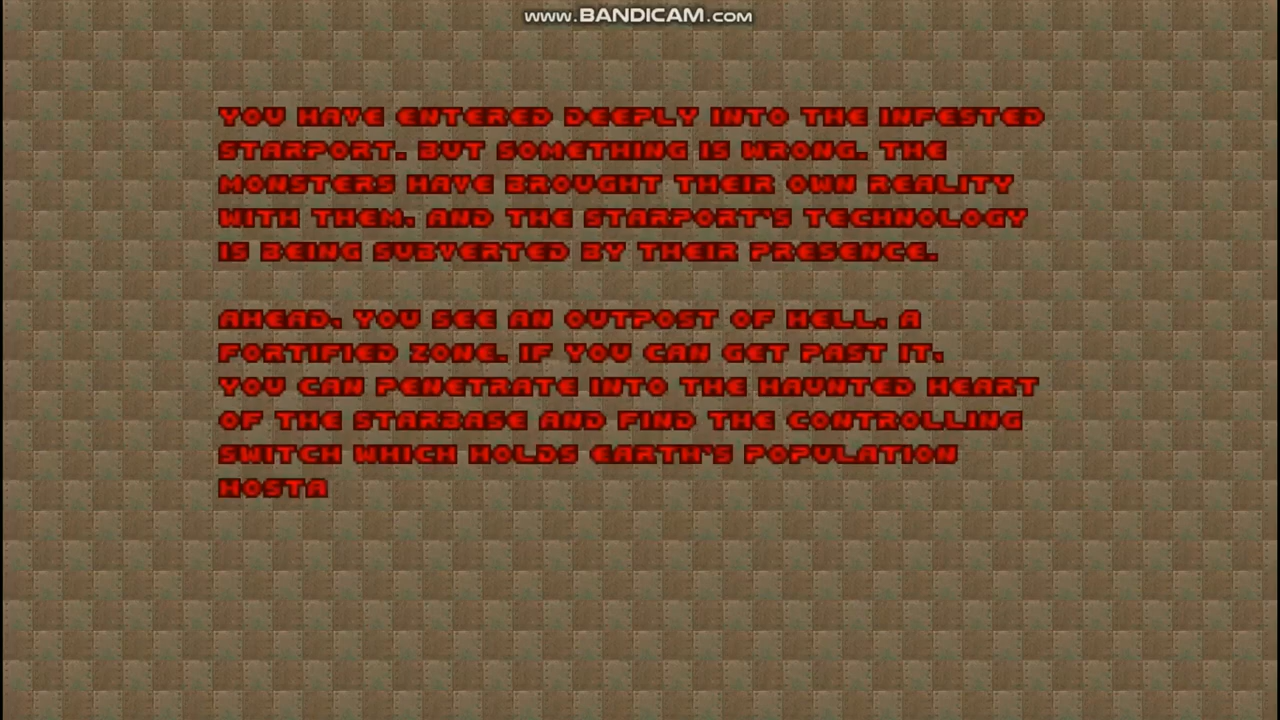 www.BANDICAM.com
YOU HAVE ENTERED DEEPLY INTO THE INFESTED
STARPORT. BUT SOMETHING IS WRONG. THE
MONSTERS HAVE BROUGHT THEIR OWN REALITY
WITH THEM, AND THE STARPORT'S TECHNOLOGY
IS BEING SUBVERTED BY THEIR PRESENCE.
AHEAD, YOU SEE AN OUTPOST OF HELL, A
FORTIFIED ZONE. IF YOU CAN GET PAST IT,
YOU CAN PENETRATE INTO THE HAUNTED HEART
OF THE STARBASE AND FIND THE CONTROLLING
SWITCH WHICH HOLDS EARTH'S POPULATION
HOSTA